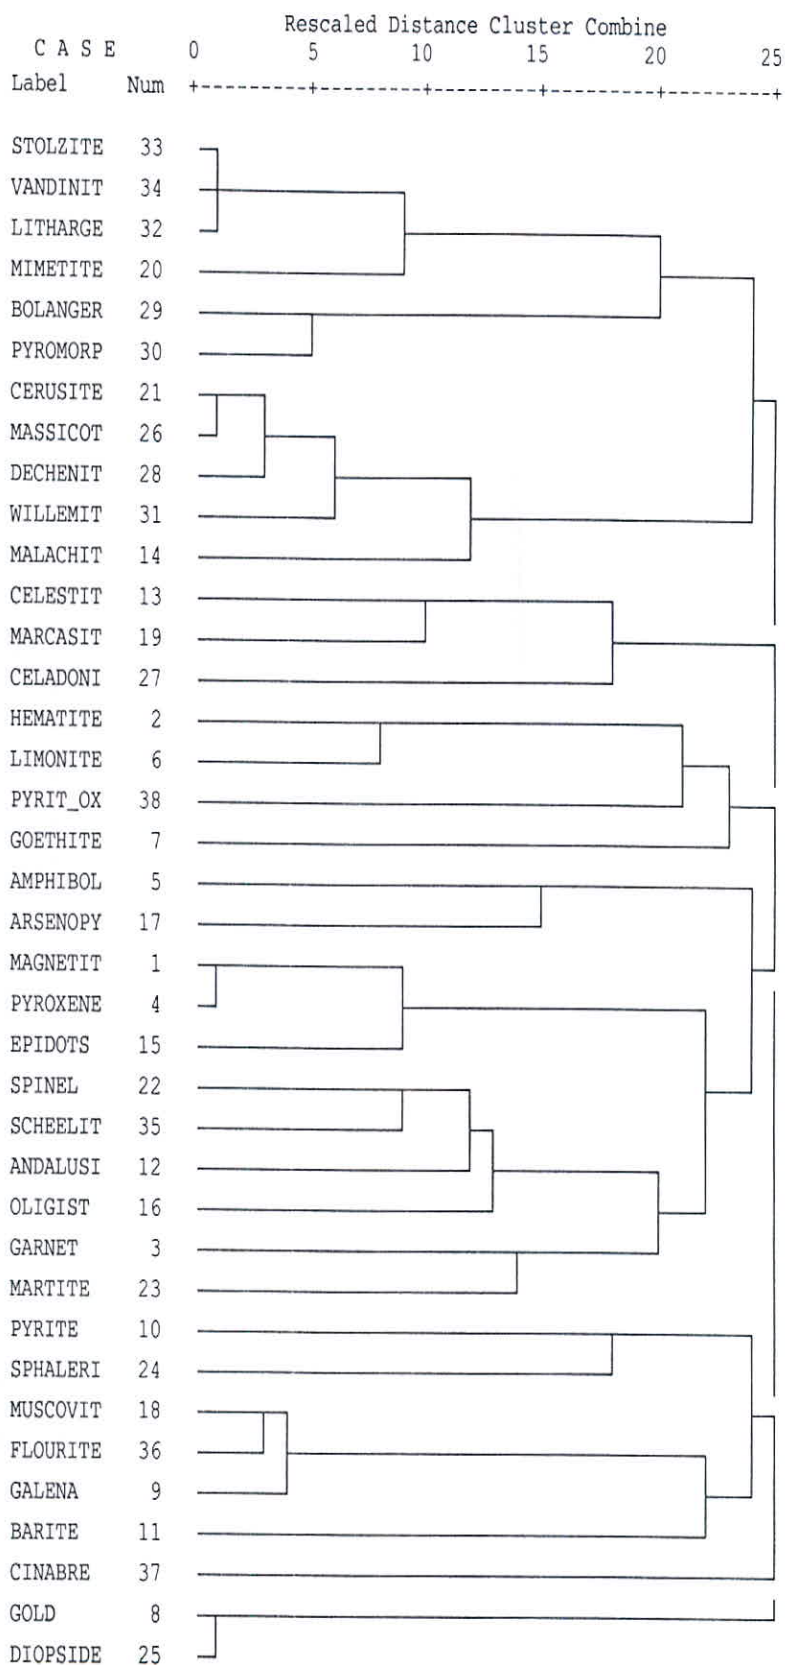 Rescaled Distance Cluster Combine
C A S E 0 5 10 15 20 25
Label Num +---------+---------+---------+---------+---------+
STOLZITE 33
VANDINIT 34
LITHARGE 32
MIMETITE 20
BOLANGER 29
PYROMORP 30
CERUSITE 21
MASSICOT 26
DECHENIT 28
WILLEMIT 31
MALACHIT 14
CELESTIT 13
MARCASIT 19
CELADONI 27
HEMATITE 2
LIMONITE 6
PYRIT_OX 38
GOETHITE 7
AMPHIBOL 5
ARSENOPY 17
MAGNETIT 1
PYROXENE 4
EPIDOTS 15
SPINEL 22
SCHEELIT 35
ANDALUSI 12
OLIGIST 16
GARNET 3
MARTITE 23
PYRITE 10
SPHALERI 24
MUSCOVIT 18
FLOURITE 36
GALENA 9
BARITE 11
CINABRE 37
GOLD 8
DIOPSIDE 25